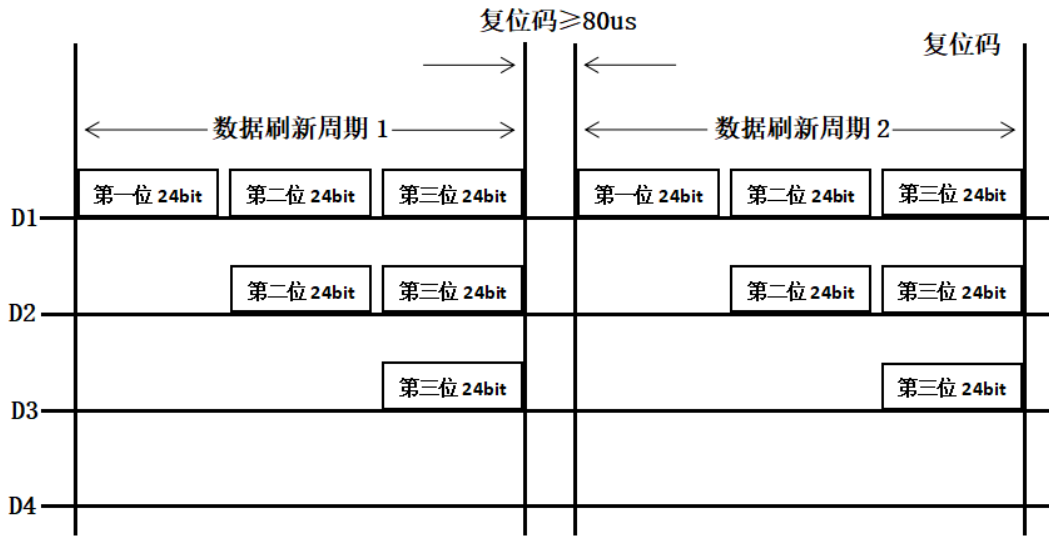 复位码≥80us
复位码
数据刷新周期 1
数据刷新周期 2
第一位 24bit
第二位 24bit
第三位 24bit
第一位 24bit
第二位 24bit
第三位 24bit
D1
第二位 24bit
第三位 24bit
第二位 24bit
第三位 24bit
D2
第三位 24bit
第三位 24bit
D3
D4